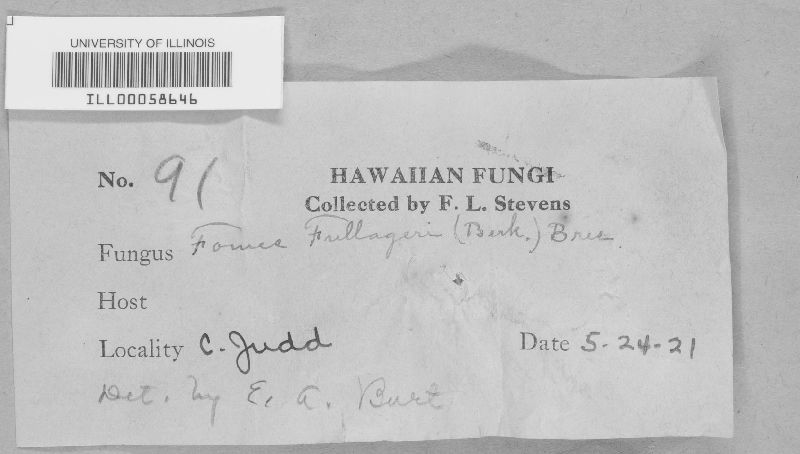 UNIVERSITY OF ILLINOIS
ILL00058646
No. 91
HAWAIIAN FUNGI
Collected by F. L. Stevens
Fungus Fomes Fullageri (Berk.) Bres.
Host
Locality C. Judd
Date 5-24-21
Det. by E. A. Burt